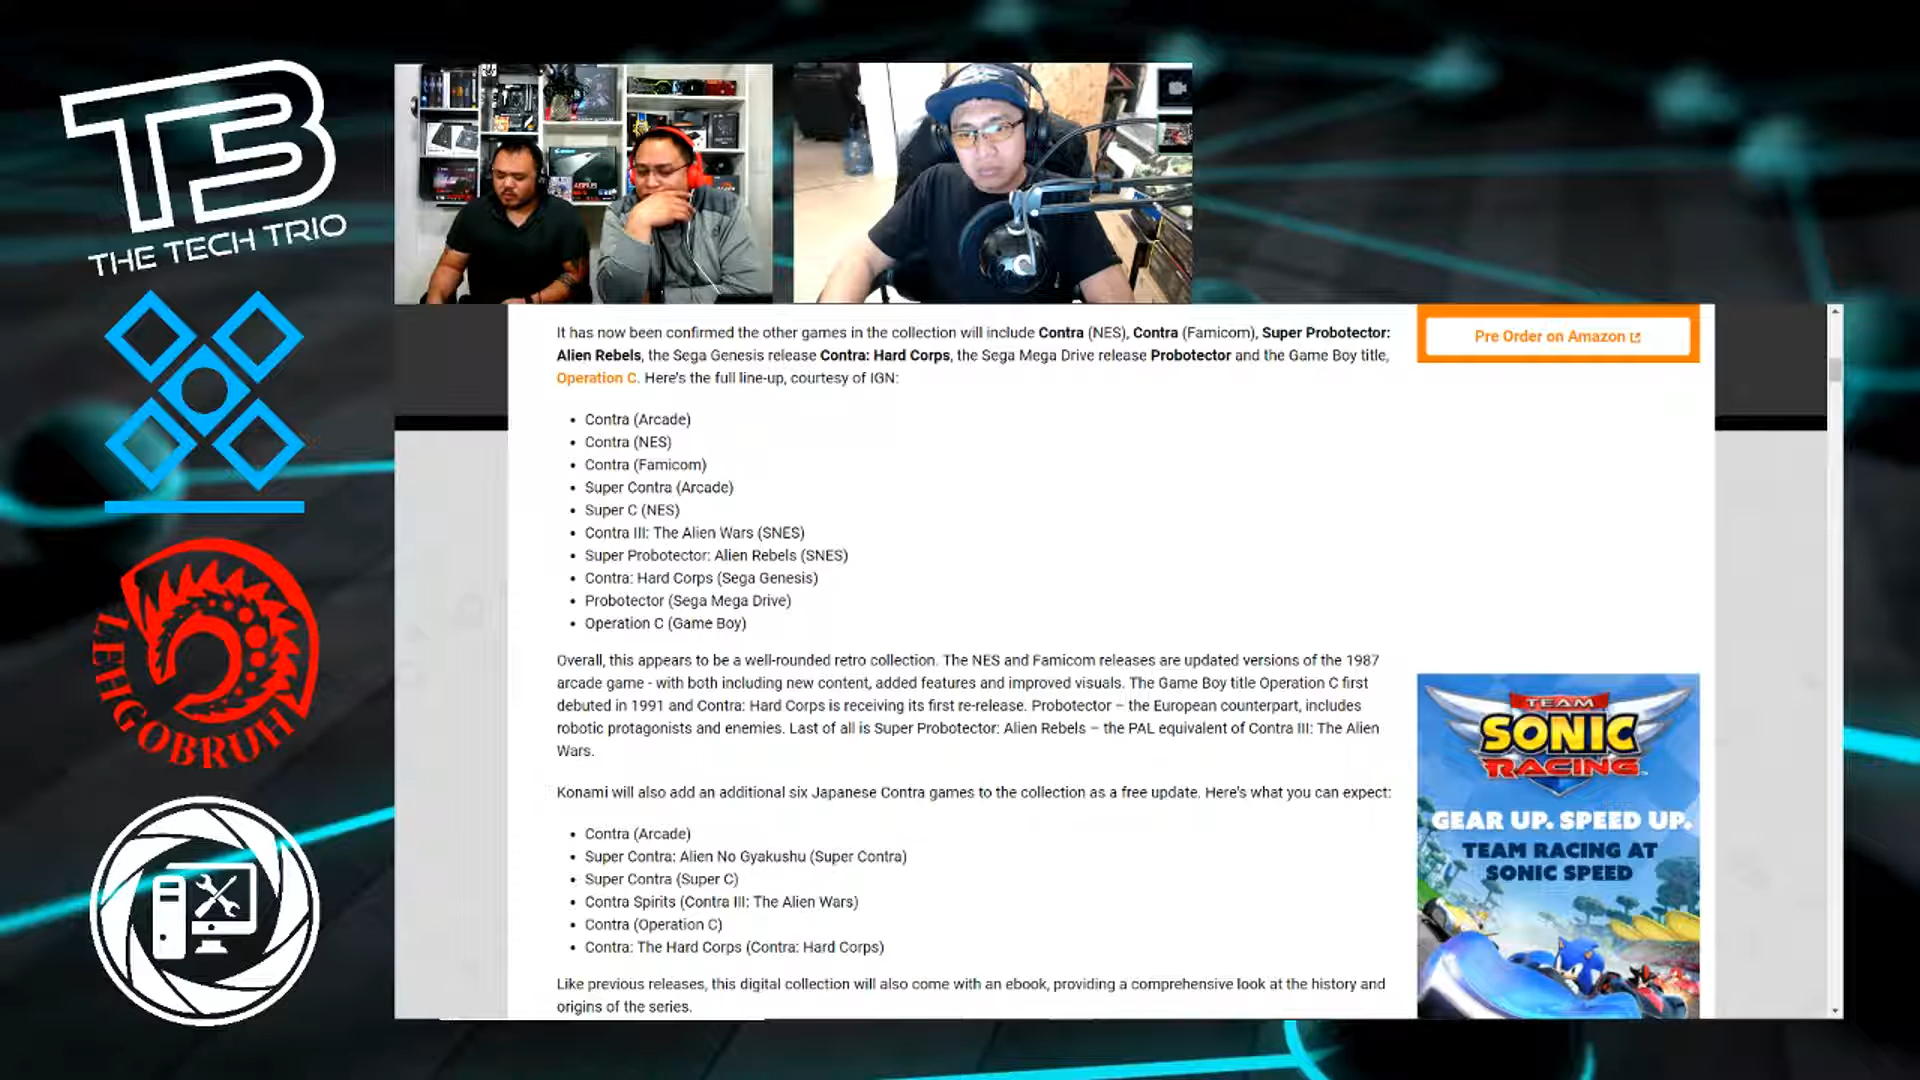 T3
THE TECH TRIO
LEHGOBRUH
It has now been confirmed the other games in the collection will include Contra (NES), Contra (Famicom), Super Probotector:
Alien Rebels, the Sega Genesis release Contra: Hard Corps, the Sega Mega Drive release Probotector and the Game Boy title,
Operation C. Here's the full line-up, courtesy of IGN:
• Contra (Arcade)
• Contra (NES)
• Contra (Famicom)
• Super Contra (Arcade)
• Super C (NES)
• Contra III: The Alien Wars (SNES)
• Super Probotector: Alien Rebels (SNES)
• Contra: Hard Corps (Sega Genesis)
• Probotector (Sega Mega Drive)
• Operation C (Game Boy)
Overall, this appears to be a well-rounded retro collection. The NES and Famicom releases are updated versions of the 1987
arcade game - with both including new content, added features and improved visuals. The Game Boy title Operation C first
debuted in 1991 and Contra: Hard Corps is receiving its first re-release. Probotector – the European counterpart, includes
robotic protagonists and enemies. Last of all is Super Probotector: Alien Rebels – the PAL equivalent of Contra III: The Alien
Wars.
Konami will also add an additional six Japanese Contra games to the collection as a free update. Here's what you can expect:
• Contra (Arcade)
• Super Contra: Alien No Gyakushu (Super Contra)
• Super Contra (Super C)
• Contra Spirits (Contra III: The Alien Wars)
• Contra (Operation C)
• Contra: The Hard Corps (Contra: Hard Corps)
Like previous releases, this digital collection will also come with an ebook, providing a comprehensive look at the history and
origins of the series.
Pre Order on Amazon
TEAM
SONIC
RACING
GEAR UP. SPEED UP.
TEAM RACING AT
SONIC SPEED